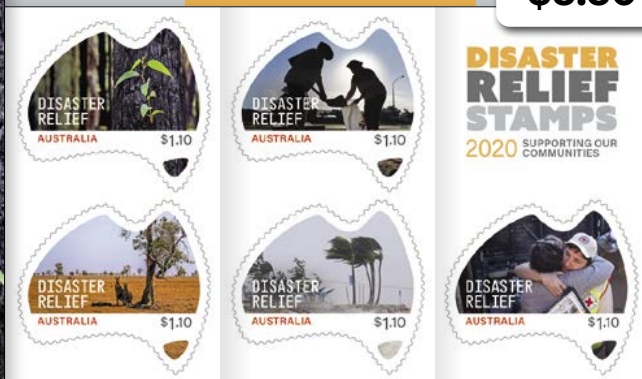 DISASTER
RELIEF
AUSTRALIA $1.10
DISASTER
RELIEF
AUSTRALIA $1.10
DISASTER
RELIEF
STAMPS
2020 SUPPORTING OUR
COMMUNITIES
DISASTER
RELIEF
AUSTRALIA $1.10
DISASTER
RELIEF
AUSTRALIA $1.10
DISASTER
RELIEF
AUSTRALIA $1.10